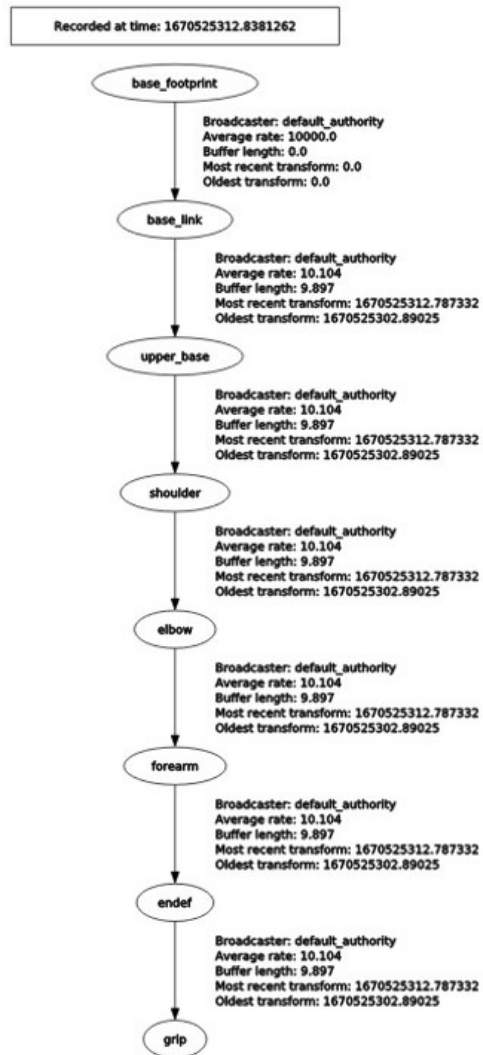 Recorded at time: 1670525312.8381262
base_footprint
Broadcaster: default_authority
Average rate: 10000.0
Buffer length: 0.0
Most recent transform: 0.0
Oldest transform: 0.0
base_link
Broadcaster: default_authority
Average rate: 10.104
Buffer length: 9.897
Most recent transform: 1670525312.787332
Oldest transform: 1670525302.89025
upper_base
Broadcaster: default_authority
Average rate: 10.104
Buffer length: 9.897
Most recent transform: 1670525312.787332
Oldest transform: 1670525302.89025
shoulder
Broadcaster: default_authority
Average rate: 10.104
Buffer length: 9.897
Most recent transform: 1670525312.787332
Oldest transform: 1670525302.89025
elbow
Broadcaster: default_authority
Average rate: 10.104
Buffer length: 9.897
Most recent transform: 1670525312.787332
Oldest transform: 1670525302.89025
forearm
Broadcaster: default_authority
Average rate: 10.104
Buffer length: 9.897
Most recent transform: 1670525312.787332
Oldest transform: 1670525302.89025
endef
Broadcaster: default_authority
Average rate: 10.104
Buffer length: 9.897
Most recent transform: 1670525312.787332
Oldest transform: 1670525302.89025
grip